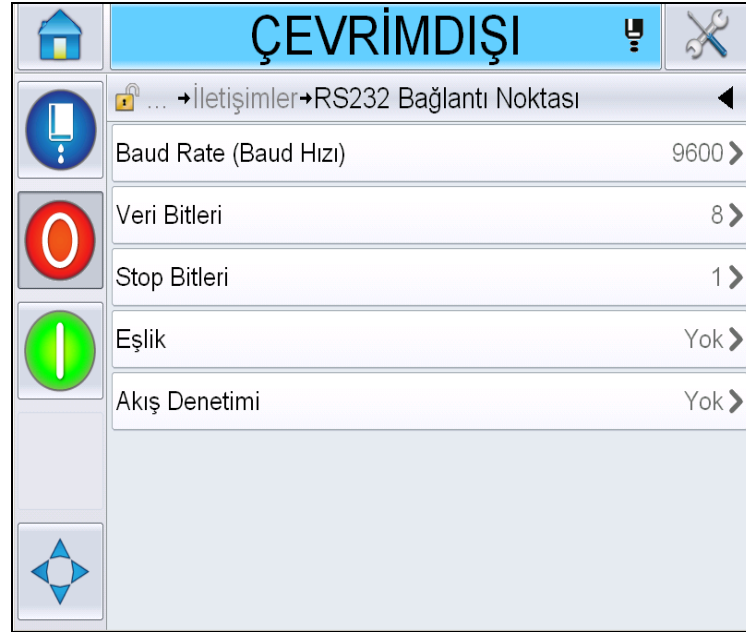 ÇEVRİMDIŞI
... →İletişimler→RS232 Bağlantı Noktası
Baud Rate (Baud Hızı) 9600
Veri Bitleri 8
Stop Bitleri 1
Eşlik Yok
Akış Denetimi Yok